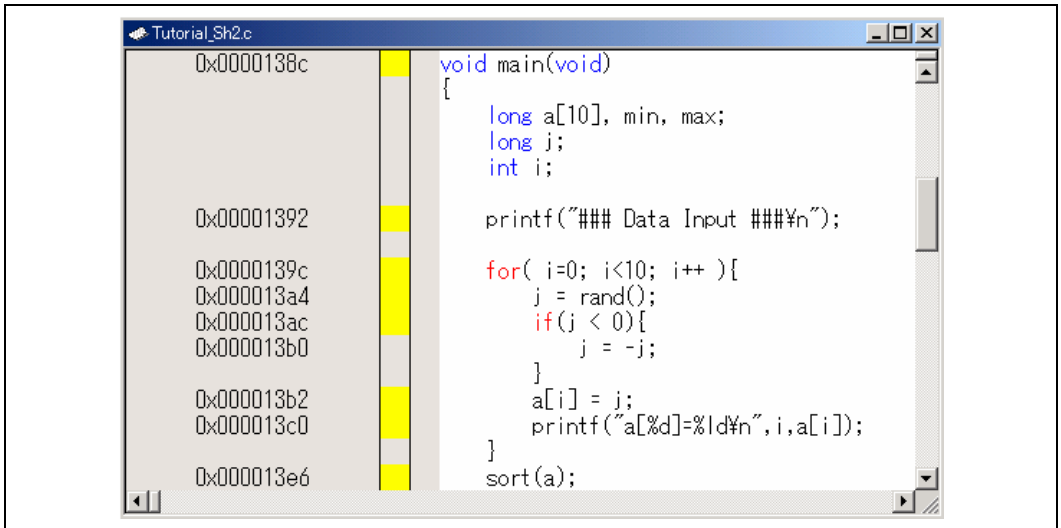 Tutorial_Sh2.c
0x0000138c void main(void)
{
long a[10], min, max;
long j;
int i;
0x00001392 printf("### Data Input ###¥n");
0x0000139c for( i=0; i<10; i++ ){
0x000013a4 j = rand();
0x000013ac if(j < 0){
0x000013b0 j = -j;
}
0x000013b2 a[i] = j;
0x000013c0 printf("a[%d]=%ld¥n",i,a[i]);
}
0x000013e6 sort(a);